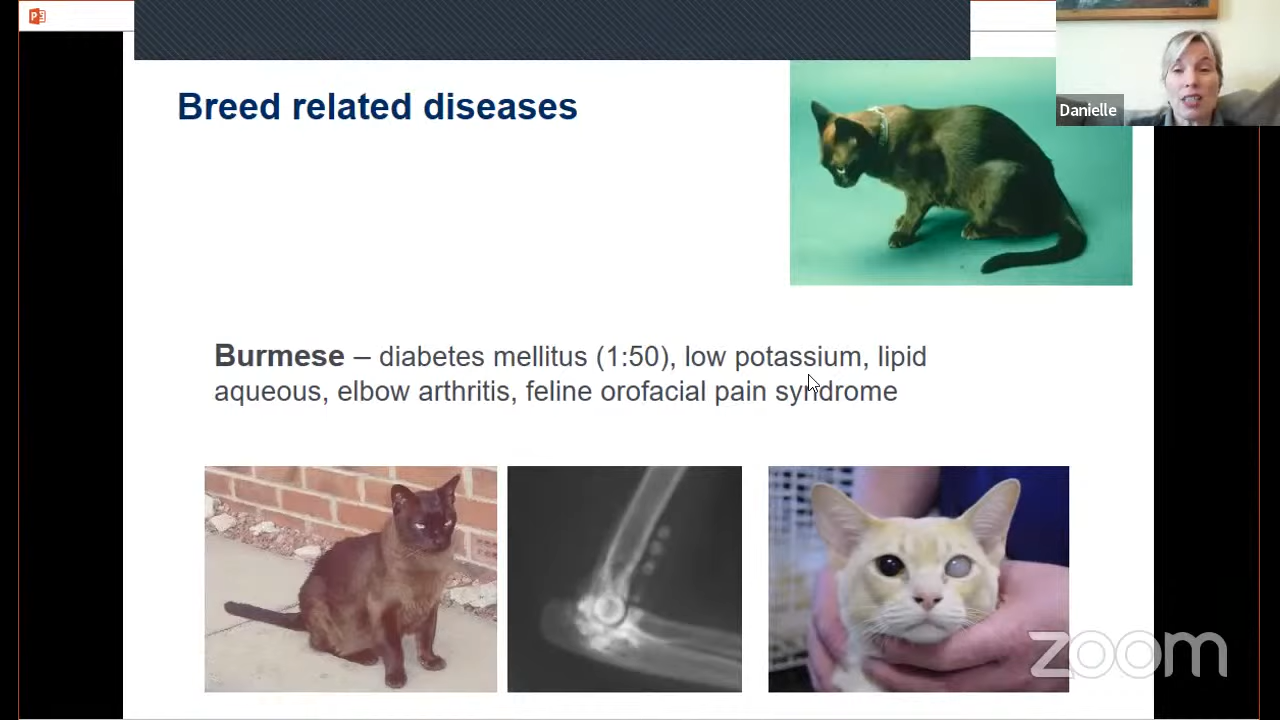 Breed related diseases
Danielle
Burmese – diabetes mellitus (1:50), low potassium, lipid
aqueous, elbow arthritis, feline orofacial pain syndrome
zoom